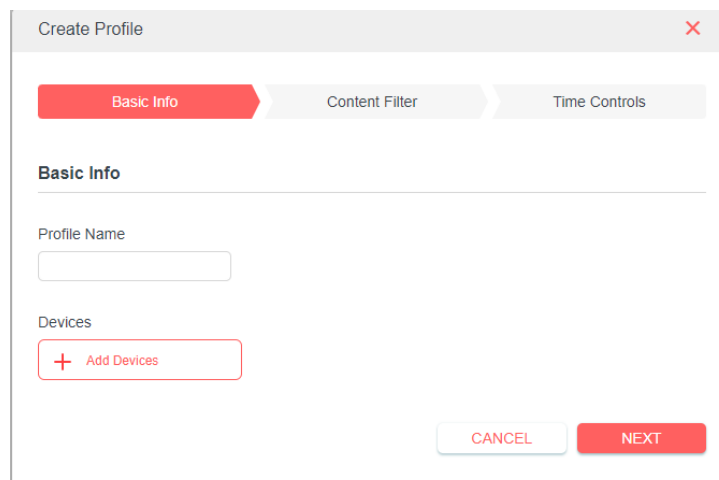 Create Profile
Basic Info
Content Filter
Time Controls
Basic Info
Profile Name
Devices
Add Devices
CANCEL
NEXT